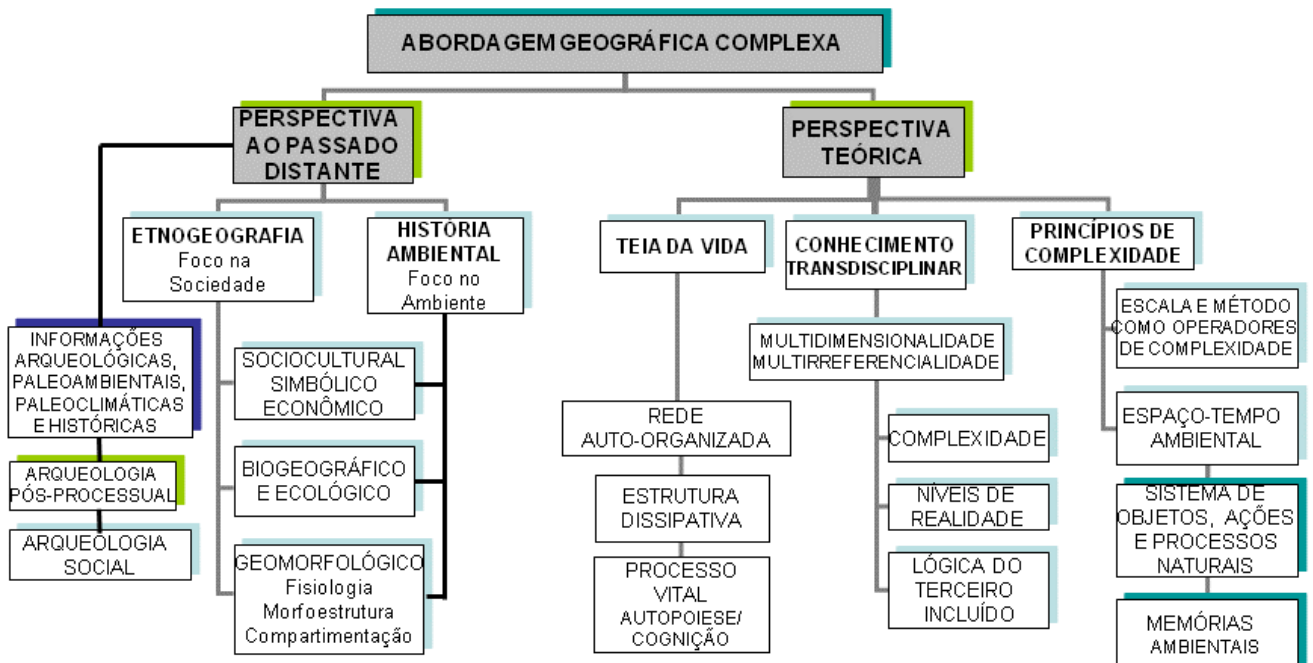 ABORDAGEM GEOGRÁFICA COMPLEXA
PERSPECTIVA
AO PASSADO
DISTANTE
PERSPECTIVA
TEÓRICA
ETNOGEOGRAFIA
Foco na
Sociedade
HISTÓRIA
AMBIENTAL
Foco no
Ambiente
TEIA DA VIDA
CONHECIMENTO
TRANSDISCIPLINAR
PRINCÍPIOS DE
COMPLEXIDADE
INFORMAÇÕES
ARQUEOLÓGICAS,
PALEOAMBIENTAIS,
PALEOCLIMÁTICAS
E HISTÓRICAS
ARQUEOLOGIA
PÓS-PROCESSUAL
ARQUEOLOGIA
SOCIAL
SOCIOCULTURAL
SIMBÓLICO
ECONÔMICO
BIOGEOGRÁFICO
E ECOLÓGICO
GEOMORFOLÓGICO
Fisiologia
Morfoestrutura
Compartimentação
REDE
AUTO-ORGANIZADA
ESTRUTURA
DISSIPATIVA
PROCESSO
VITAL
AUTOPOIESE/
COGNIÇÃO
MULTIDIMENSIONALIDADE
MULTIRREFERENCIALIDADE
COMPLEXIDADE
NÍVEIS DE
REALIDADE
LÓGICA DO
TERCEIRO
INCLUÍDO
ESCALA E MÉTODO
COMO OPERADORES
DE COMPLEXIDADE
ESPAÇO-TEMPO
AMBIENTAL
SISTEMA DE
OBJETOS, AÇÕES
E PROCESSOS
NATURAIS
MEMÓRIAS
AMBIENTAIS